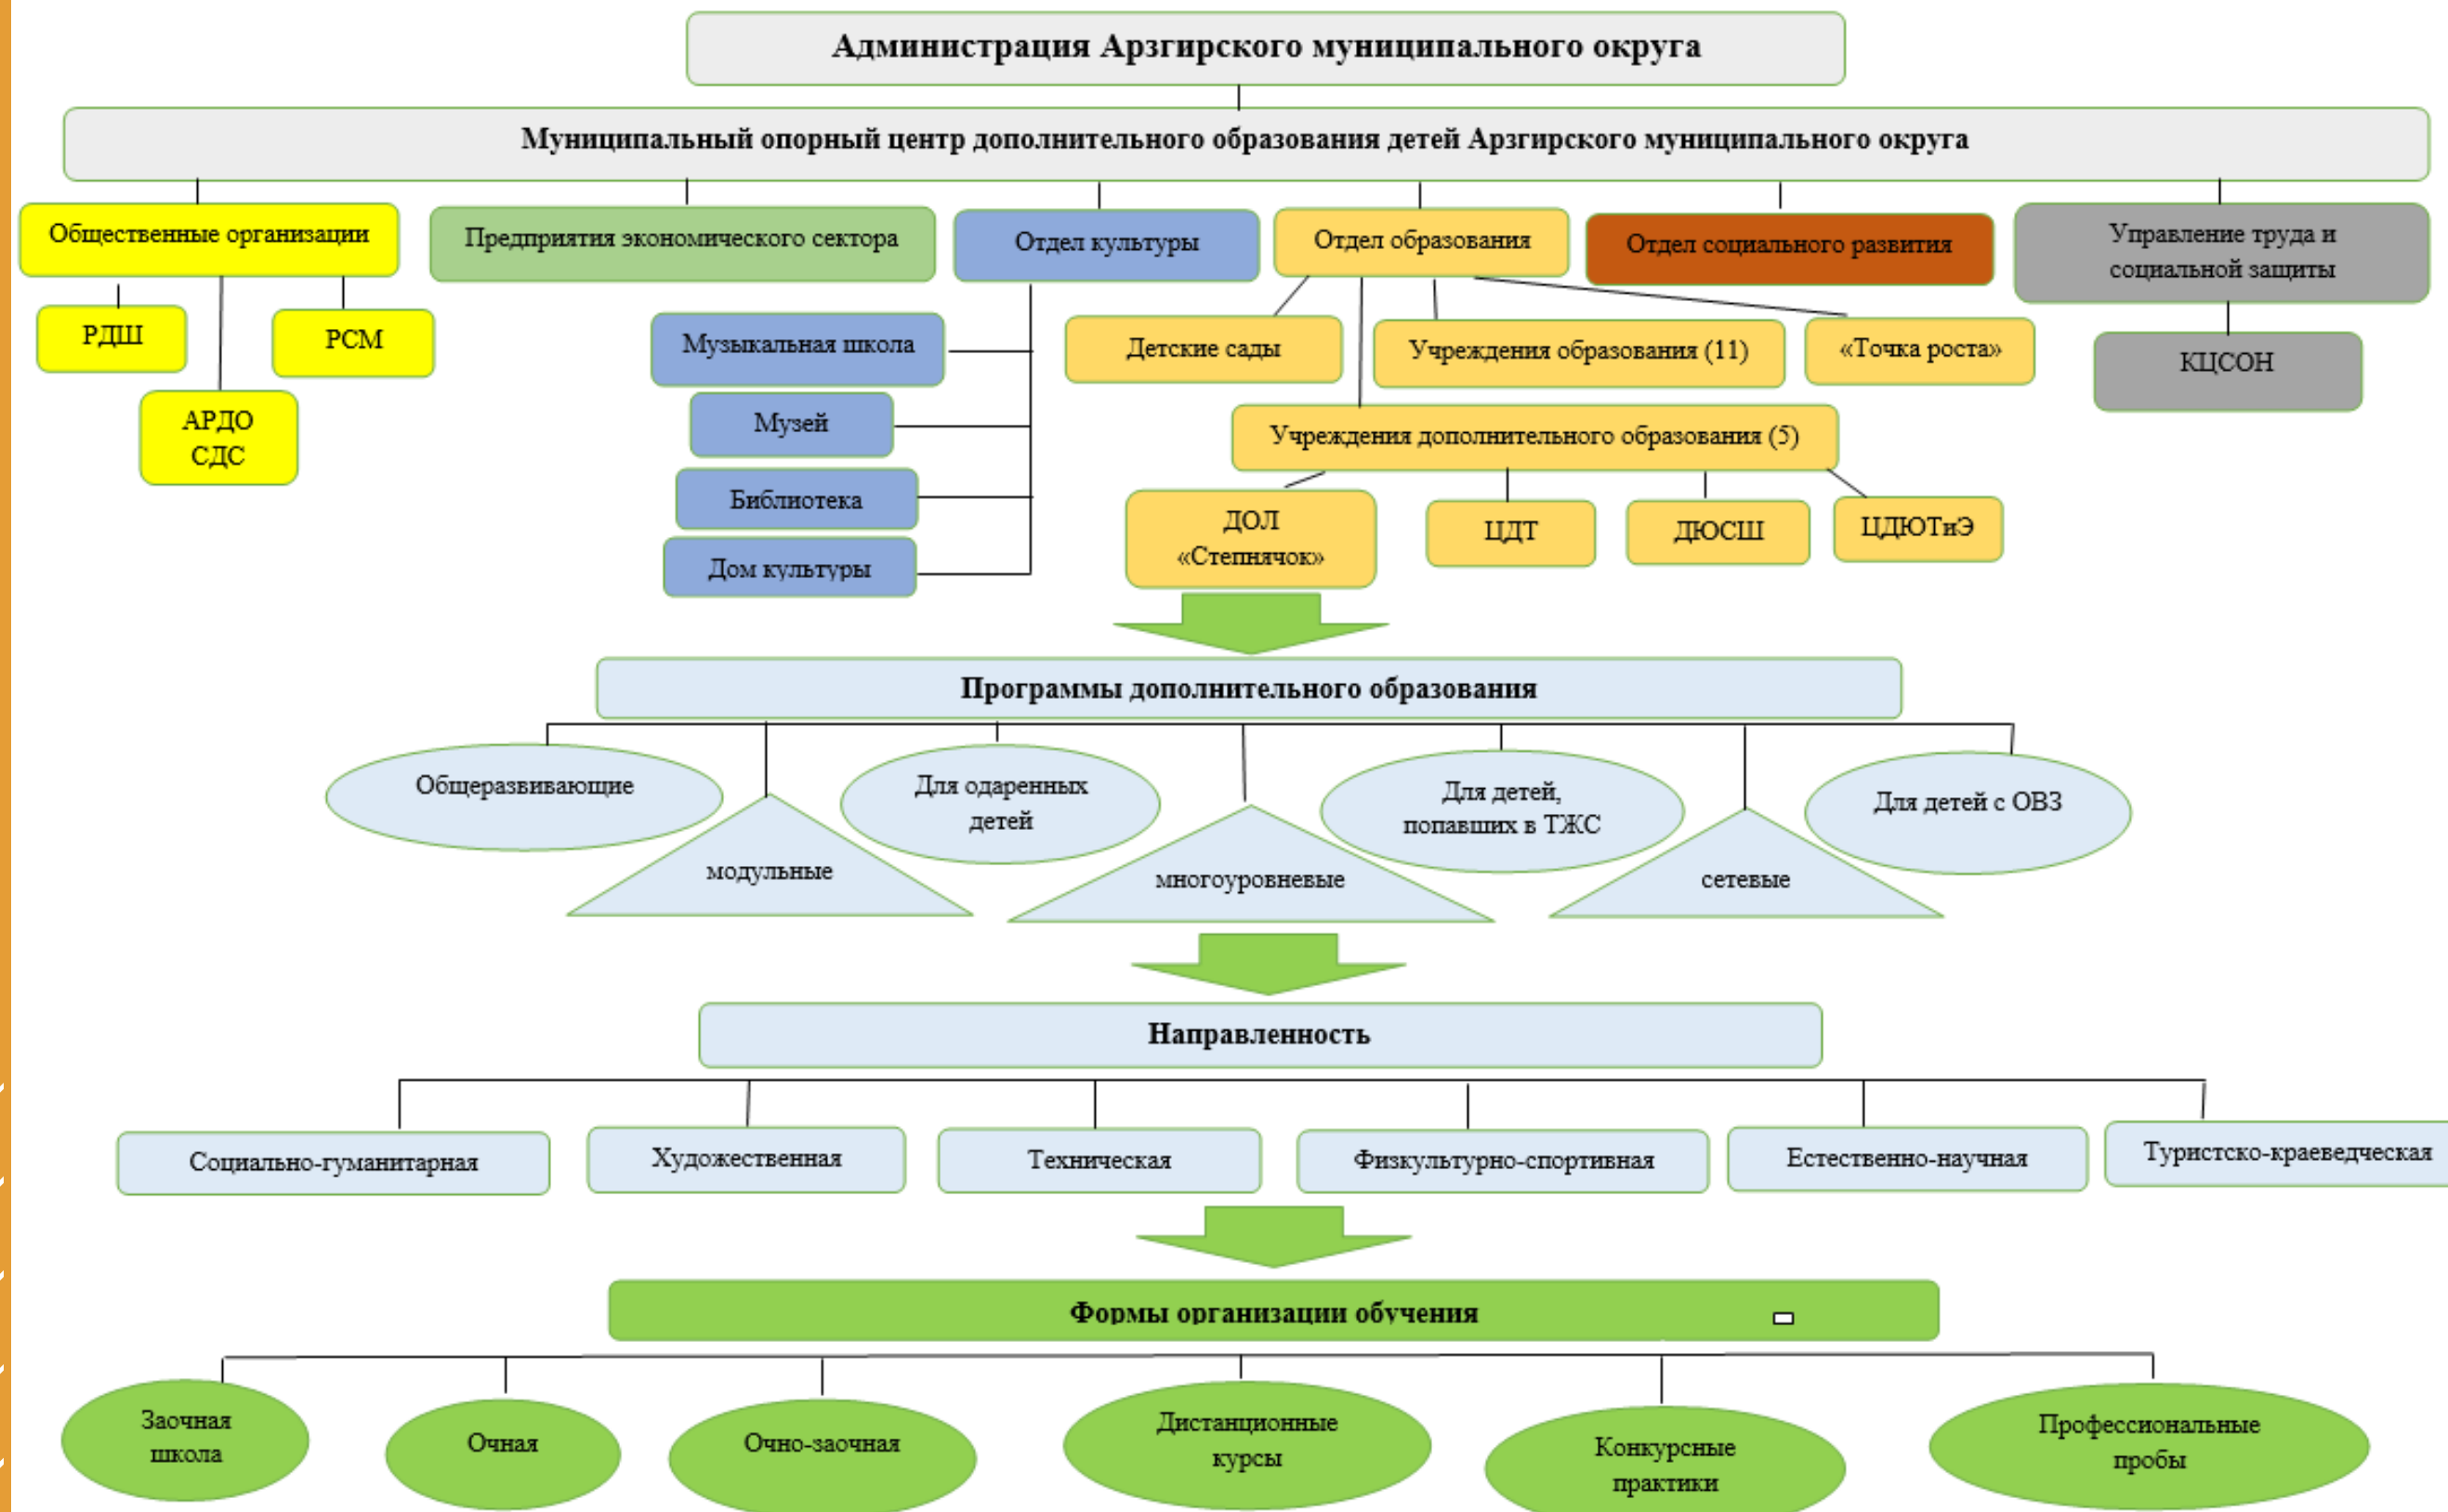 Администрация Арзгирского муниципального округа
Муниципальный опорный центр дополнительного образования детей Арзгирского муниципального округа
Общественные организации
Предприятия экономического сектора
Отдел культуры
Отдел образования
Отдел социального развития
Управление труда и
социальной защиты
РДШ
РСМ
АРДО
СДС
Музыкальная школа
Музей
Библиотека
Дом культуры
Детские сады
Учреждения образования (11)
«Точка роста»
КЦСОН
Учреждения дополнительного образования (5)
ДОЛ
«Степнячок»
ЦДТ
ДЮСШ
ЦДЮТиЭ
Программы дополнительного образования
Общеразвивающие
модульные
Для одаренных
детей
многоуровневые
Для детей,
попавших в ТЖС
сетевые
Для детей с ОВЗ
Направленность
Социально-гуманитарная
Художественная
Техническая
Физкультурно-спортивная
Естественно-научная
Туристско-краеведческая
Формы организации обучения
Заочная
школа
Очная
Очно-заочная
Дистанционные
курсы
Конкурсные
практики
Профессиональные
пробы